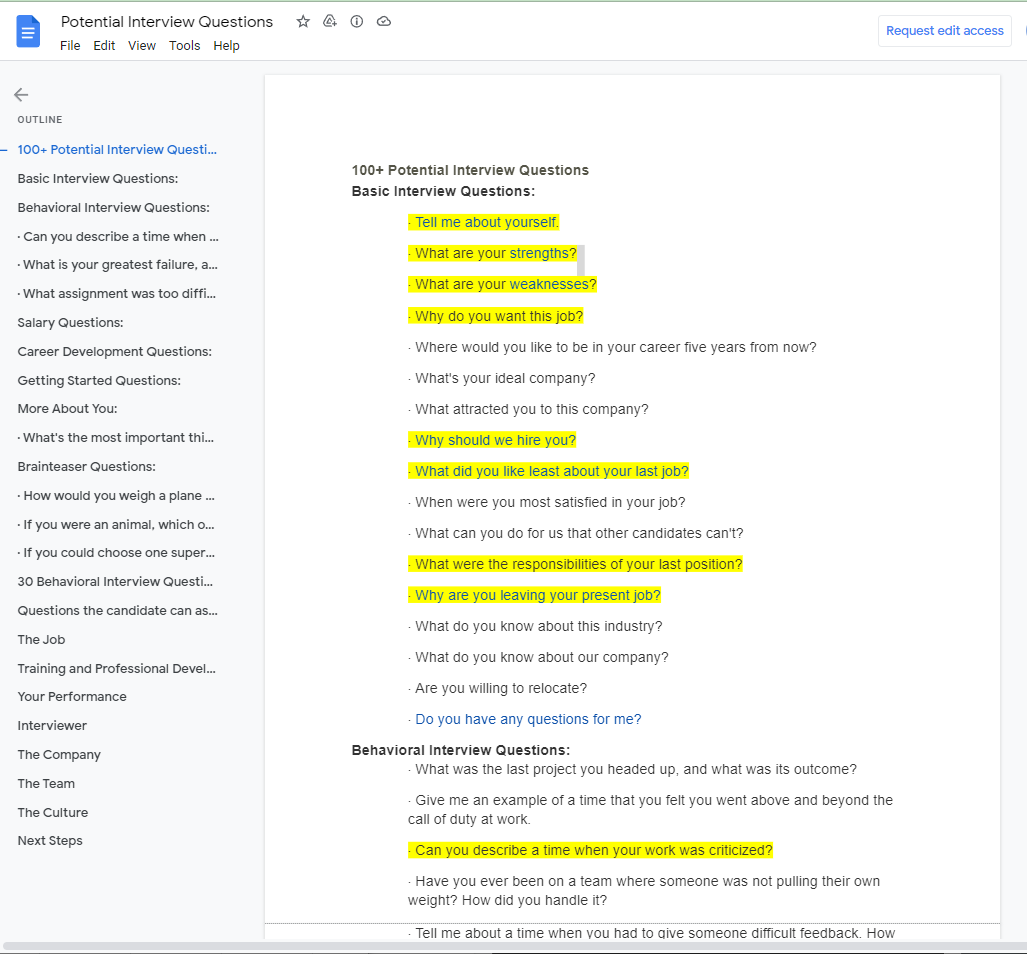 Potential Interview Questions
File Edit View Tools Help
Request edit access
OUTLINE
100+ Potential Interview Questi...
Basic Interview Questions:
Behavioral Interview Questions:
· Can you describe a time when ...
· What is your greatest failure, a...
· What assignment was too diffi...
Salary Questions:
Career Development Questions:
Getting Started Questions:
More About You:
· What's the most important thi...
Brainteaser Questions:
· How would you weigh a plane ...
· If you were an animal, which o...
· If you could choose one super...
30 Behavioral Interview Questi...
Questions the candidate can as...
The Job
Training and Professional Devel...
Your Performance
Interviewer
The Company
The Team
The Culture
Next Steps
100+ Potential Interview Questions
Basic Interview Questions:
· Tell me about yourself.
· What are your strengths?
· What are your weaknesses?
· Why do you want this job?
· Where would you like to be in your career five years from now?
· What's your ideal company?
· What attracted you to this company?
· Why should we hire you?
· What did you like least about your last job?
· When were you most satisfied in your job?
· What can you do for us that other candidates can't?
· What were the responsibilities of your last position?
· Why are you leaving your present job?
· What do you know about this industry?
· What do you know about our company?
· Are you willing to relocate?
· Do you have any questions for me?
Behavioral Interview Questions:
· What was the last project you headed up, and what was its outcome?
· Give me an example of a time that you felt you went above and beyond the
call of duty at work.
· Can you describe a time when your work was criticized?
· Have you ever been on a team where someone was not pulling their own
weight? How did you handle it?
· Tell me about a time when you had to give someone difficult feedback. How